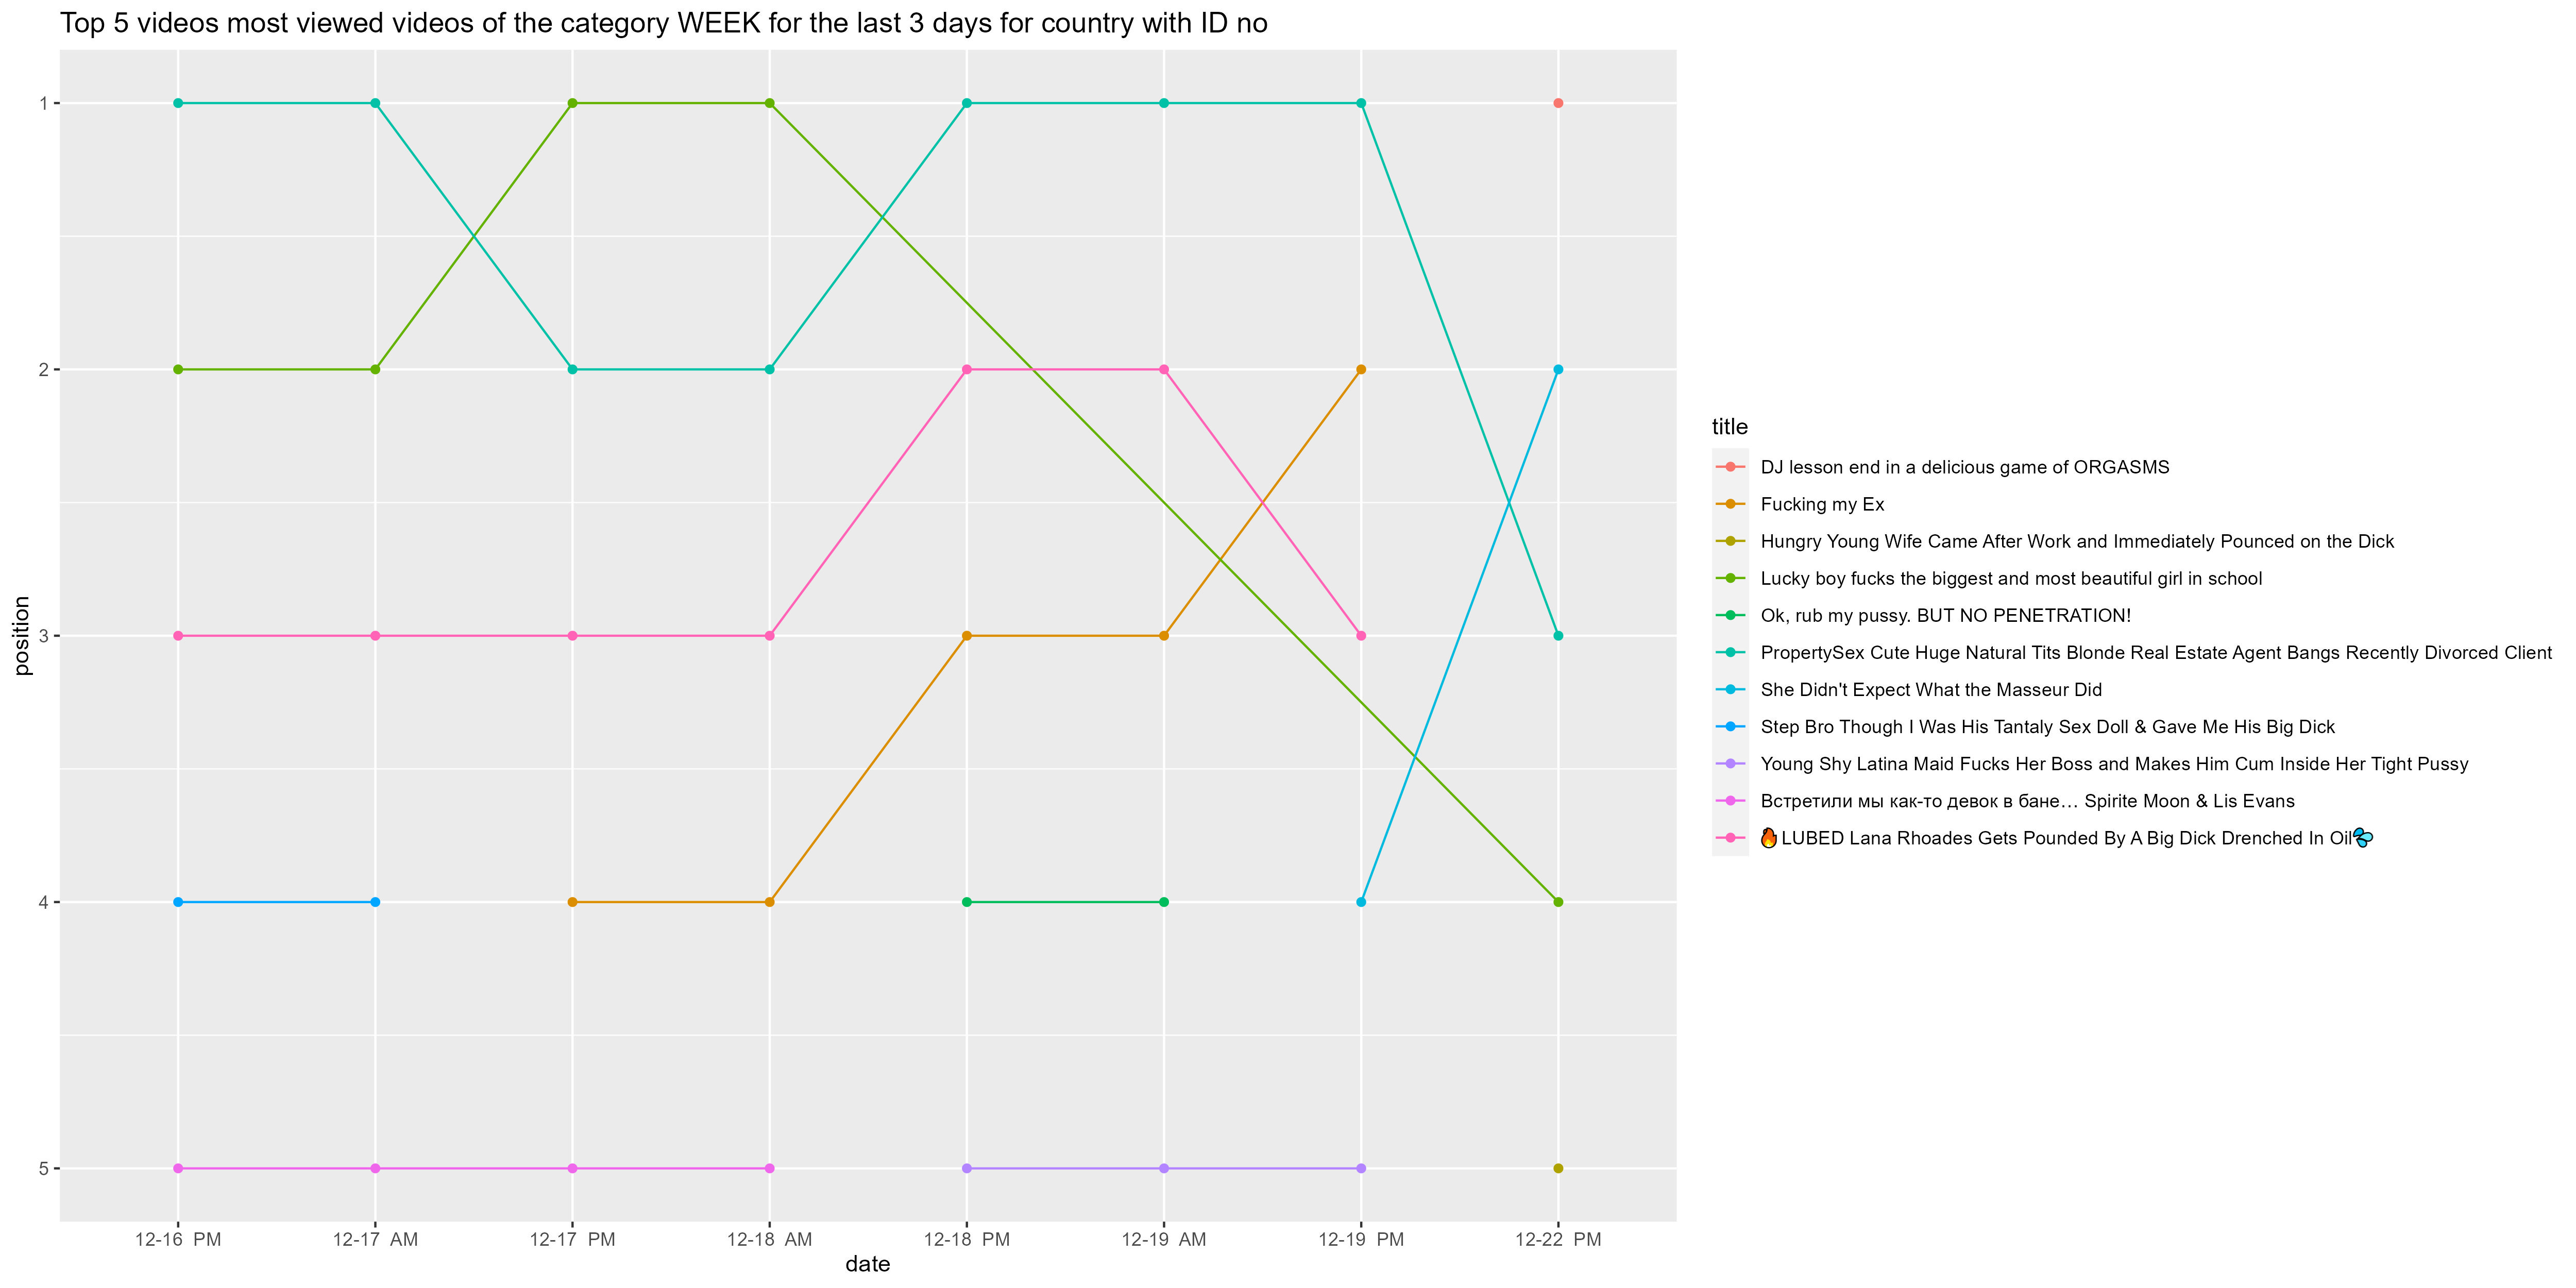 Top 5 videos most viewed videos of the category WEEK for the last 3 days for country with ID no
position
1
2
3
4
5
12-16 PM
12-17 AM
12-17 PM
12-18 AM
12-18 PM
12-19 AM
12-19 PM
12-22 PM
date
title
DJ lesson end in a delicious game of ORGASMS
Fucking my Ex
Hungry Young Wife Came After Work and Immediately Pounced on the Dick
Lucky boy fucks the biggest and most beautiful girl in school
Ok, rub my pussy. BUT NO PENETRATION!
PropertySex Cute Huge Natural Tits Blonde Real Estate Agent Bangs Recently Divorced Client
She Didn't Expect What the Masseur Did
Step Bro Though I Was His Tantaly Sex Doll & Gave Me His Big Dick
Young Shy Latina Maid Fucks Her Boss and Makes Him Cum Inside Her Tight Pussy
Встретили мы как-то девок в бане… Spirite Moon & Lis Evans
🔥LUBED Lana Rhoades Gets Pounded By A Big Dick Drenched In Oil💦